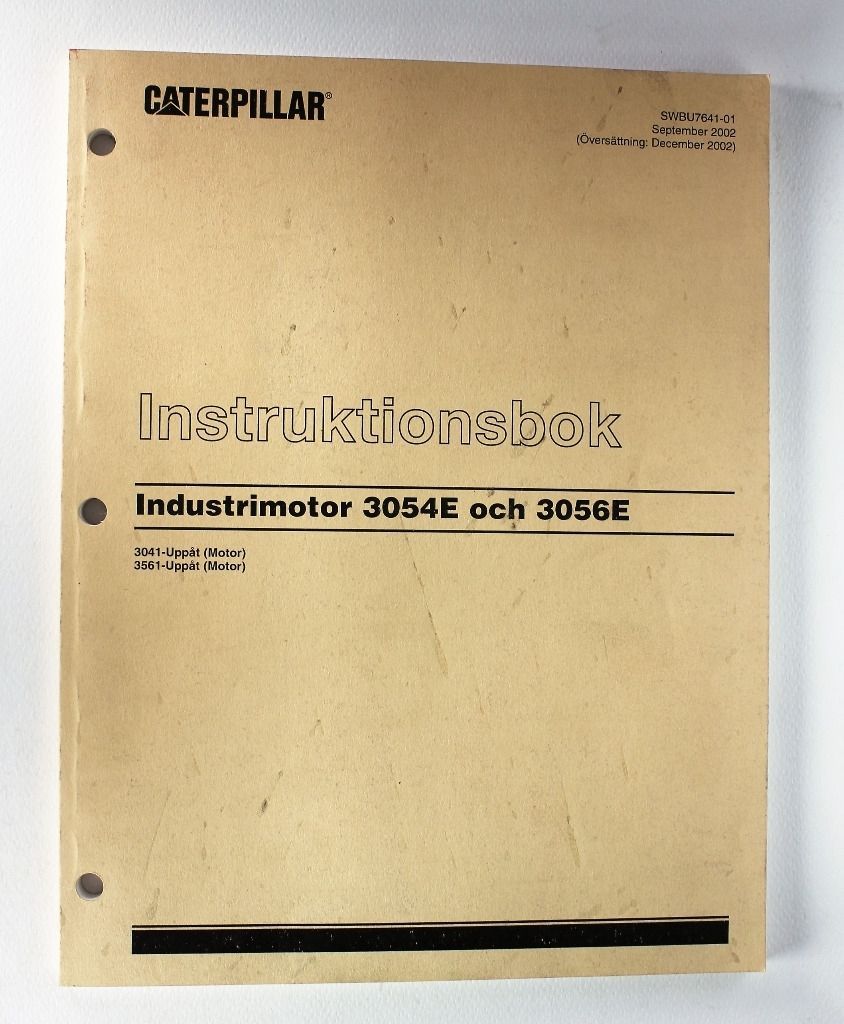 CATERPILLAR®
SWBU7641-01
September 2002
(Översättning: December 2002)
Instruktionsbok
Industrimotor 3054E och 3056E
3041-Uppåt (Motor)
3561-Uppåt (Motor)